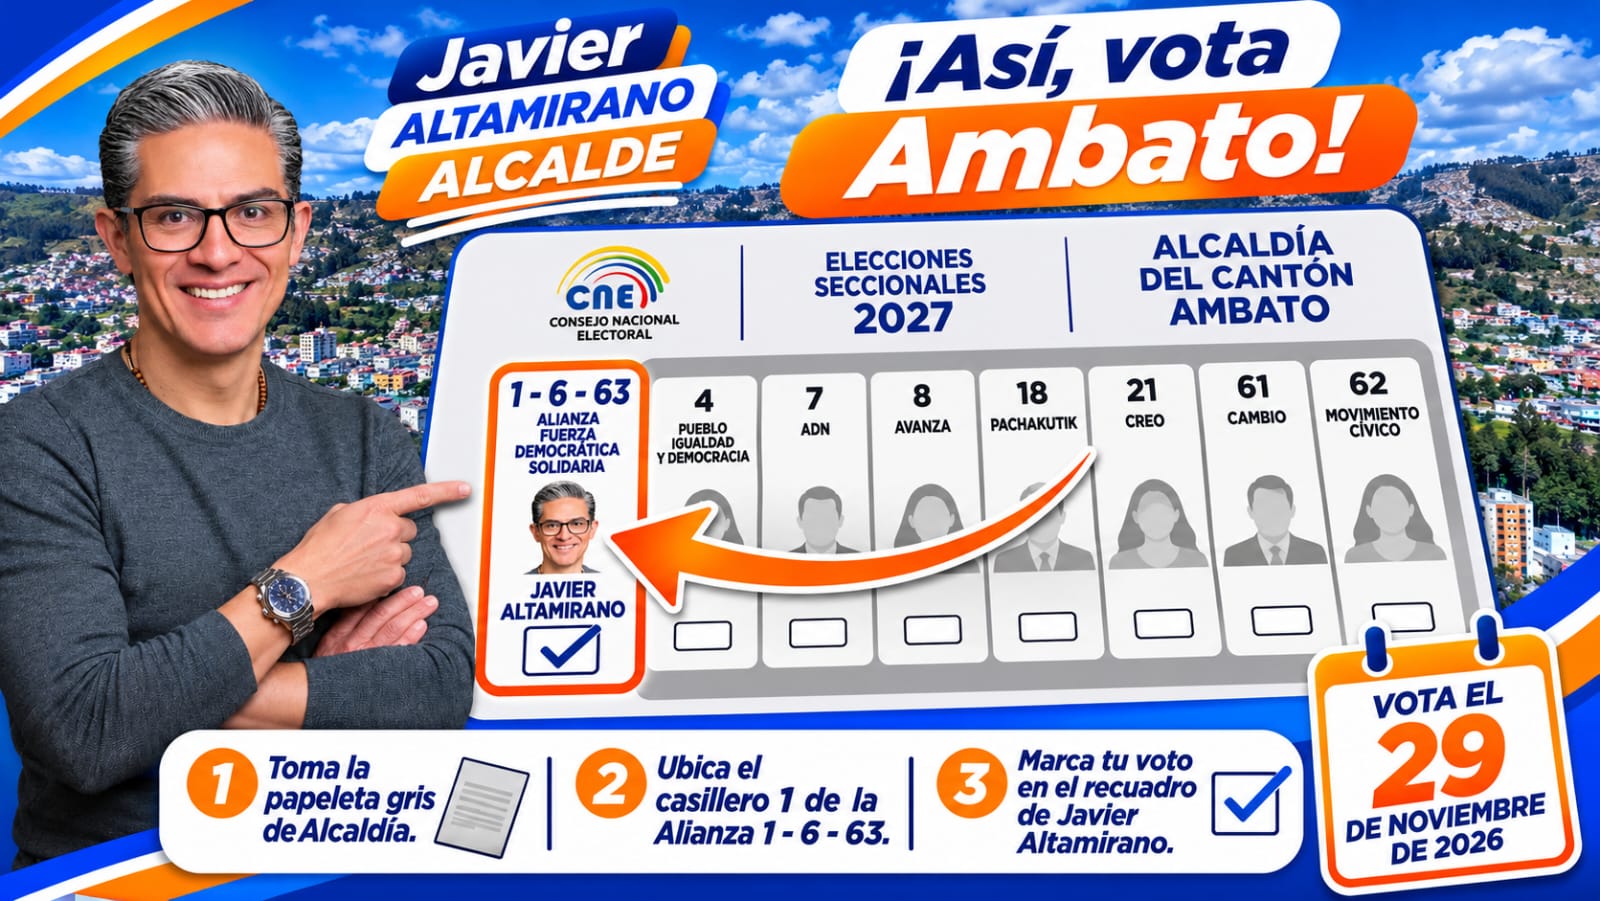 Javier
ALTAMIRANO
ALCALDE
¡Así, vota
Ambato!
CNE
CONSEJO NACIONAL
ELECTORAL
ELECCIONES
SECCIONALES
2027
ALCALDÍA
DEL CANTÓN
AMBATO
1 - 6 - 63
ALIANZA
FUERZA
DEMOCRÁTICA
SOLIDARIA
JAVIER
ALTAMIRANO
4
PUEBLO
IGUALDAD
Y DEMOCRACIA
7
ADN
8
AVANZA
18
PACHAKUTIK
21
CREO
61
CAMBIO
62
MOVIMIENTO
CÍVICO
1
Toma la
papeleta gris
de Alcaldía.
2
Ubica el
casillero 1 de la
Alianza 1 - 6 - 63.
3
Marca tu voto
en el recuadro
de Javier
Altamirano.
VOTA EL
29
DE NOVIEMBRE
DE 2026